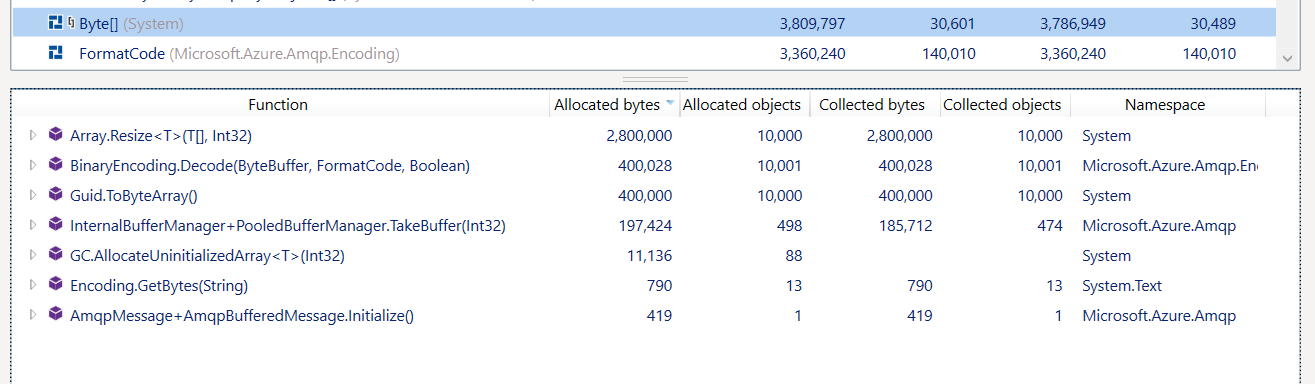 Byte[] (System) 3,809,797 30,601 3,786,949 30,489
FormatCode (Microsoft.Azure.Amqp.Encoding) 3,360,240 140,010 3,360,240 140,010
Function Allocated bytes Allocated objects Collected bytes Collected objects Namespace
Array.Resize<T>(T[], Int32) 2,800,000 10,000 2,800,000 10,000 System
BinaryEncoding.Decode(ByteBuffer, FormatCode, Boolean) 400,028 10,001 400,028 10,001 Microsoft.Azure.Amqp.En
Guid.ToByteArray() 400,000 10,000 400,000 10,000 System
InternalBufferManager+PooledBufferManager.TakeBuffer(Int32) 197,424 498 185,712 474 Microsoft.Azure.Amqp
GC.AllocateUninitializedArray<T>(Int32) 11,136 88 System
Encoding.GetBytes(String) 790 13 790 13 System.Text
AmqpMessage+AmqpBufferedMessage.Initialize() 419 1 419 1 Microsoft.Azure.Amqp